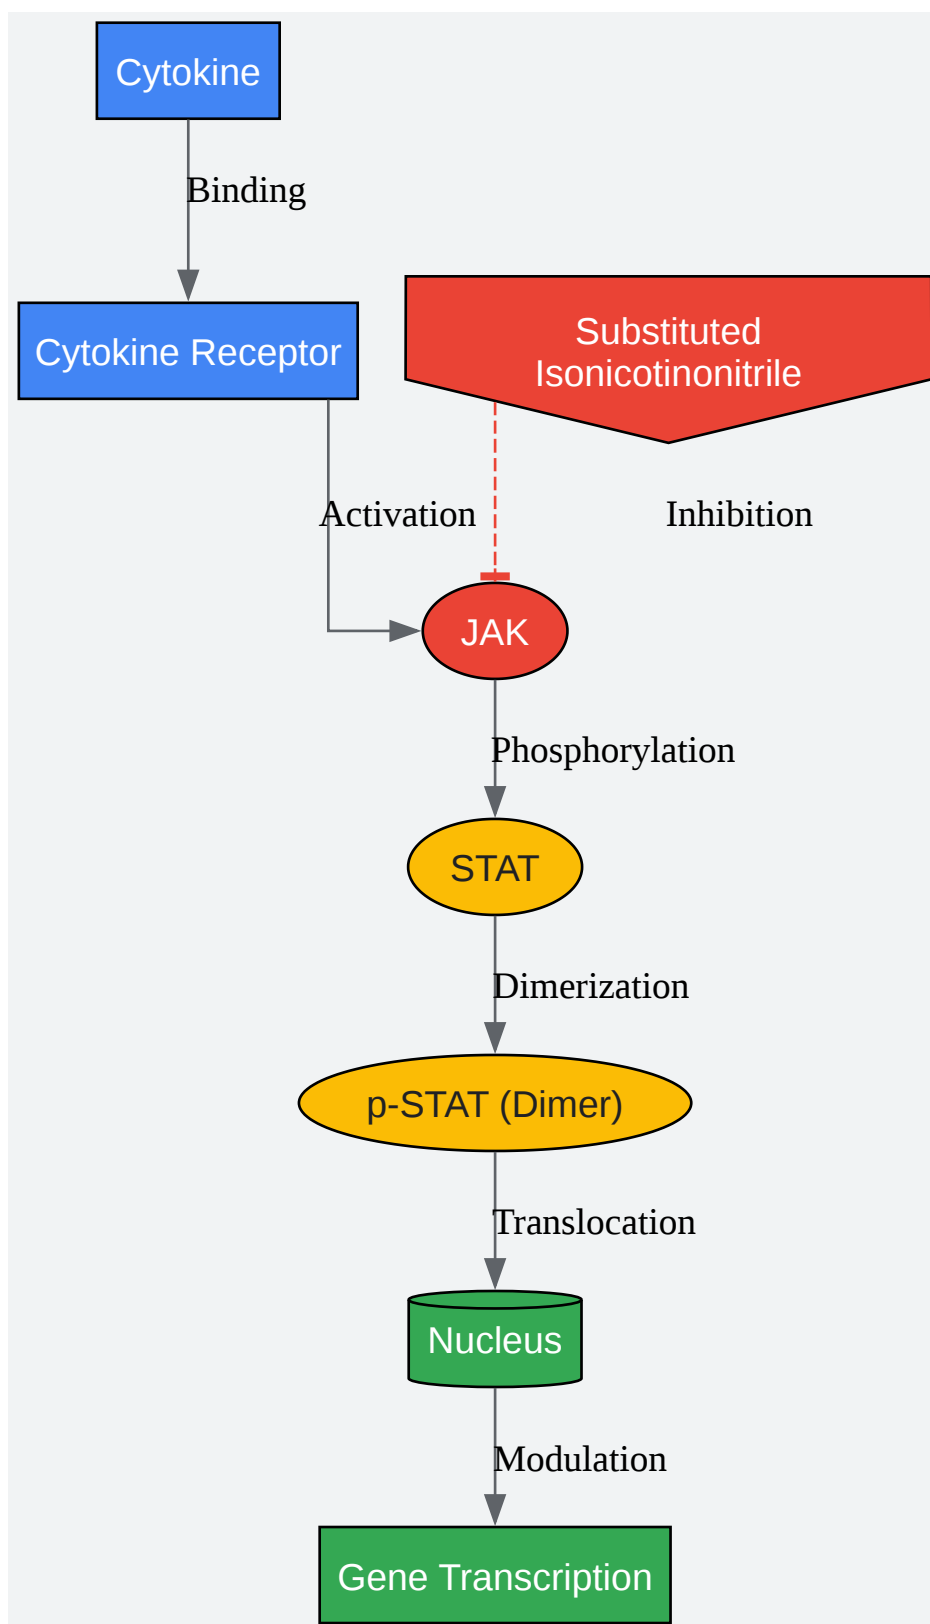 Cytokine
Binding
Cytokine Receptor
Substituted
Isonicotinonitrile
Activation
Inhibition
JAK
Phosphorylation
STAT
Dimerization
p-STAT (Dimer)
Translocation
Nucleus
Modulation
Gene Transcription